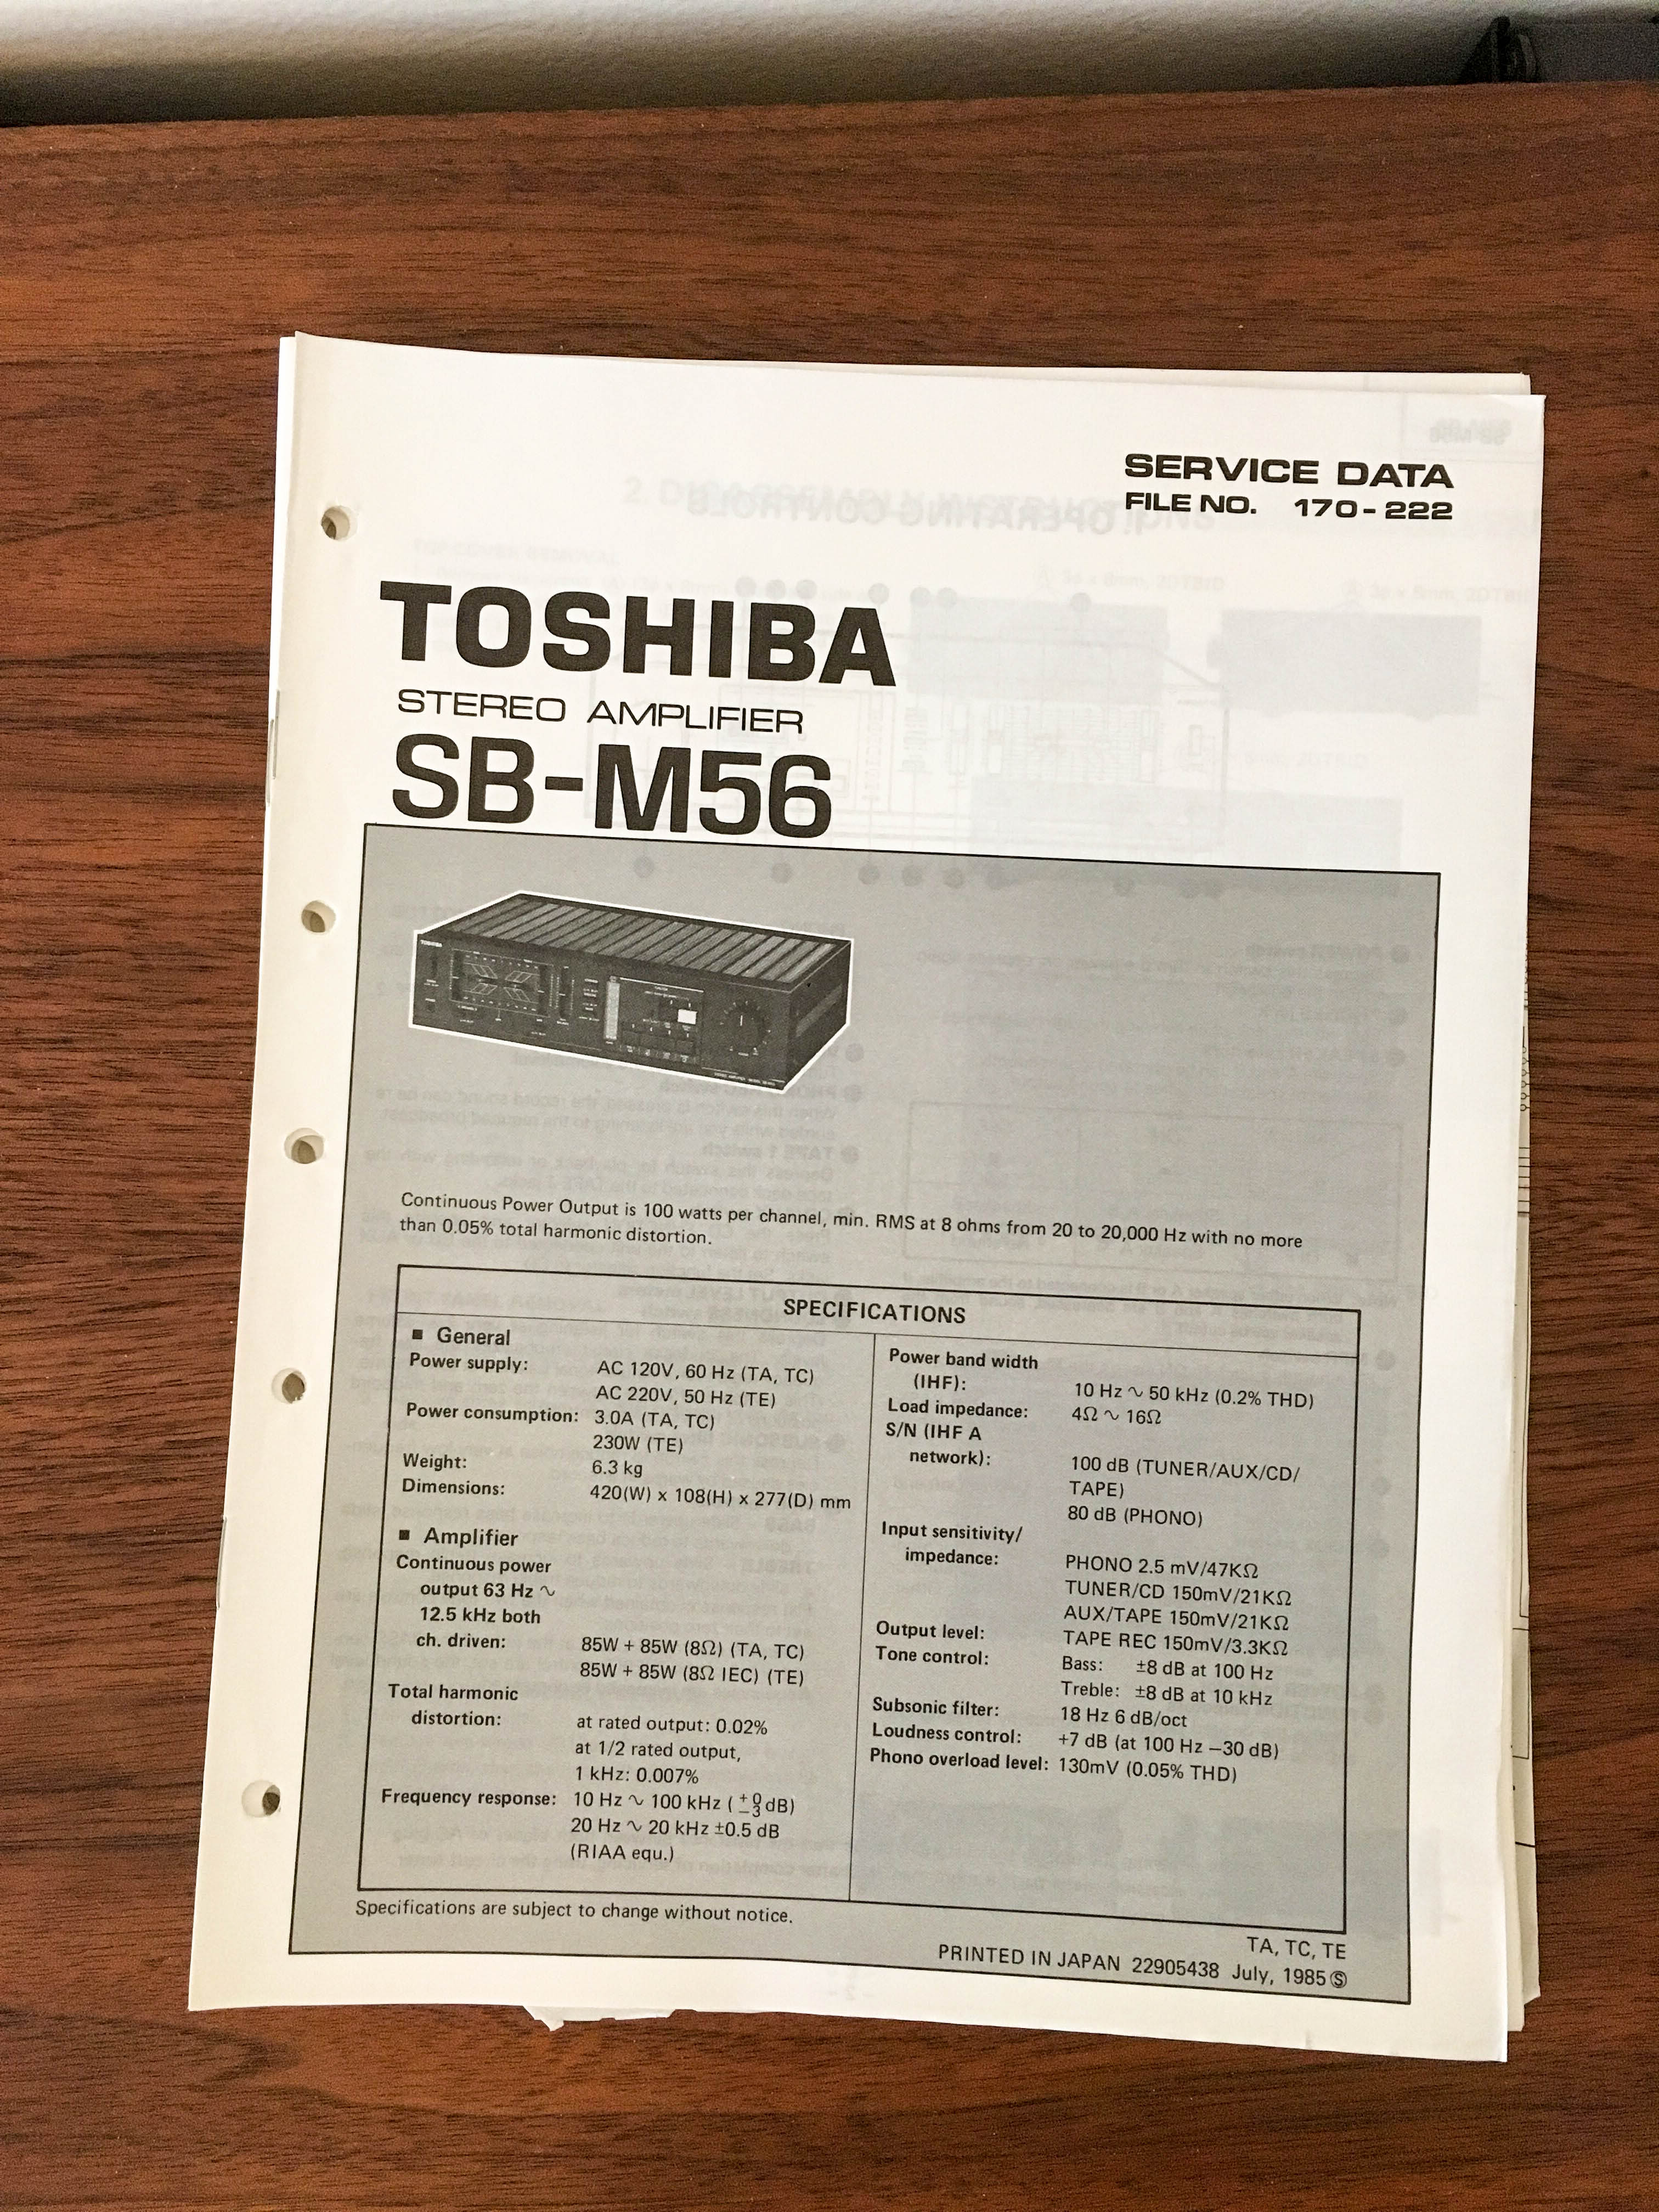 SERVICE DATA
FILE NO. 170-222
TOSHIBA
STEREO AMPLIFIER
SB-M56
TOSHIBA
Continuous Power Output is 100 watts per channel, min. RMS at 8 ohms from 20 to 20,000 Hz with no more
than 0.05% total harmonic distortion.
SPECIFICATIONS
■ General
Power supply: AC 120V, 60 Hz (TA, TC)
AC 220V, 50 Hz (TE)
Power consumption: 3.0A (TA, TC)
230W (TE)
Weight: 6.3 kg
Dimensions: 420(W) x 108(H) x 277(D) mm
■ Amplifier
Continuous power
output 63 Hz ∿
12.5 kHz both
ch. driven: 85W + 85W (8Ω) (TA, TC)
85W + 85W (8Ω IEC) (TE)
Total harmonic
distortion: at rated output: 0.02%
at 1/2 rated output,
1 kHz: 0.007%
Frequency response: 10 Hz ∿ 100 kHz (+0 −3 dB)
20 Hz ∿ 20 kHz ±0.5 dB
(RIAA equ.)
Power band width
(IHF): 10 Hz ∿ 50 kHz (0.2% THD)
Load impedance: 4Ω ∿ 16Ω
S/N (IHF A
network): 100 dB (TUNER/AUX/CD/
TAPE)
80 dB (PHONO)
Input sensitivity/
impedance: PHONO 2.5 mV/47KΩ
TUNER/CD 150mV/21KΩ
AUX/TAPE 150mV/21KΩ
Output level: TAPE REC 150mV/3.3KΩ
Tone control: Bass: ±8 dB at 100 Hz
Treble: ±8 dB at 10 kHz
Subsonic filter: 18 Hz 6 dB/oct
Loudness control: +7 dB (at 100 Hz −30 dB)
Phono overload level: 130mV (0.05% THD)
Specifications are subject to change without notice.
TA, TC, TE
PRINTED IN JAPAN 22905438 July, 1985 Ⓢ